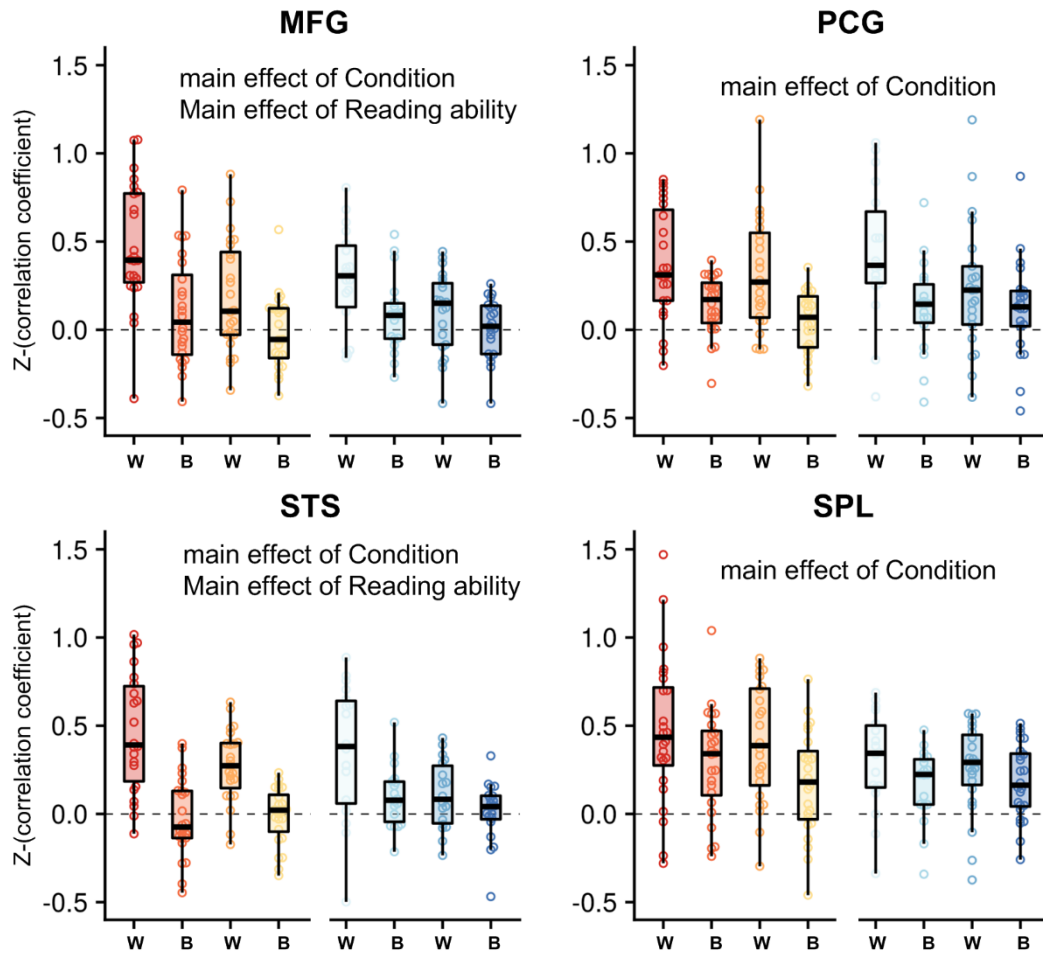 MFG
main effect of Condition
Main effect of Reading ability
Z-(correlation coefficient)
1.5
1.0
0.5
0.0
-0.5
W B W B W B W B
PCG
main effect of Condition
1.5
1.0
0.5
0.0
-0.5
W B W B W B W B
STS
main effect of Condition
Main effect of Reading ability
Z-(correlation coefficient)
1.5
1.0
0.5
0.0
-0.5
W B W B W B W B
SPL
main effect of Condition
1.5
1.0
0.5
0.0
-0.5
W B W B W B W B